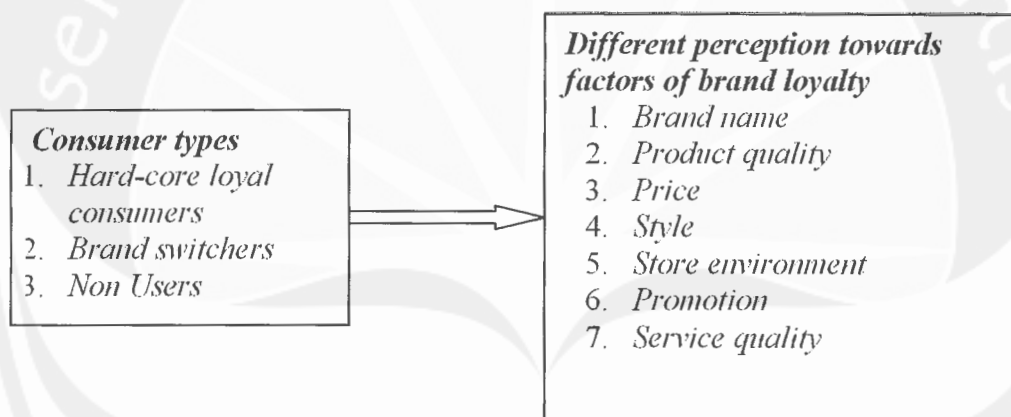 Consumer types
1. Hard-core loyal
consumers
2. Brand switchers
3. Non Users
Different perception towards
factors of brand loyalty
1. Brand name
2. Product quality
3. Price
4. Style
5. Store environment
6. Promotion
7. Service quality